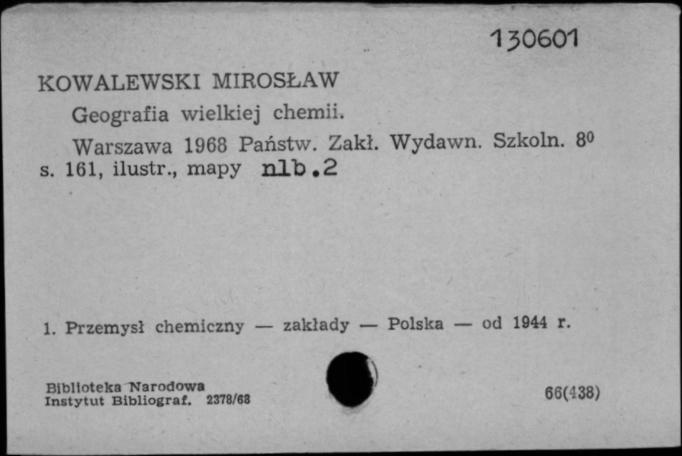 130601
KOWALEWSKI MIROSŁAW
Geografia wielkiej chemii.
Warszawa 1968 Państw. Zakł. Wydawn. Szkoln. 8⁰
s. 161, ilustr., mapy nlb.2
1. Przemysł chemiczny — zakłady — Polska — od 1944 r.
Biblioteka Narodowa
Instytut Bibliograf. 2378/68
66(438)